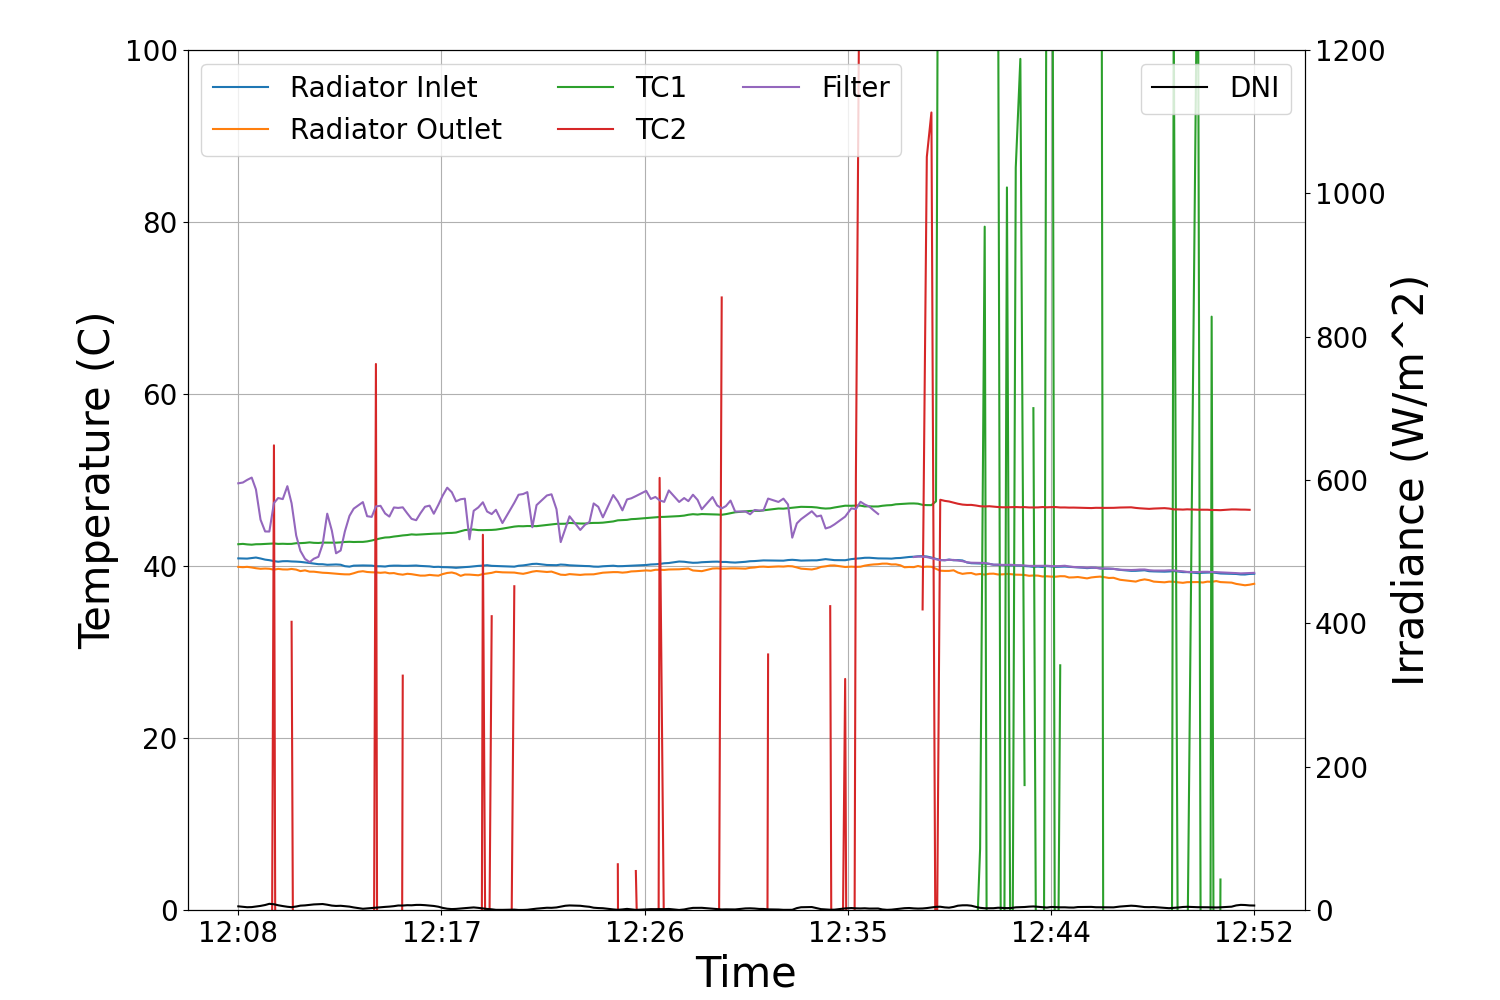 100
80
60
40
20
0
Temperature (C)
Radiator Inlet
Radiator Outlet
TC1
TC2
Filter
DNI
1200
1000
800
600
400
200
0
Irradiance (W/m^2)
12:08
12:17
12:26
12:35
12:44
12:52
Time